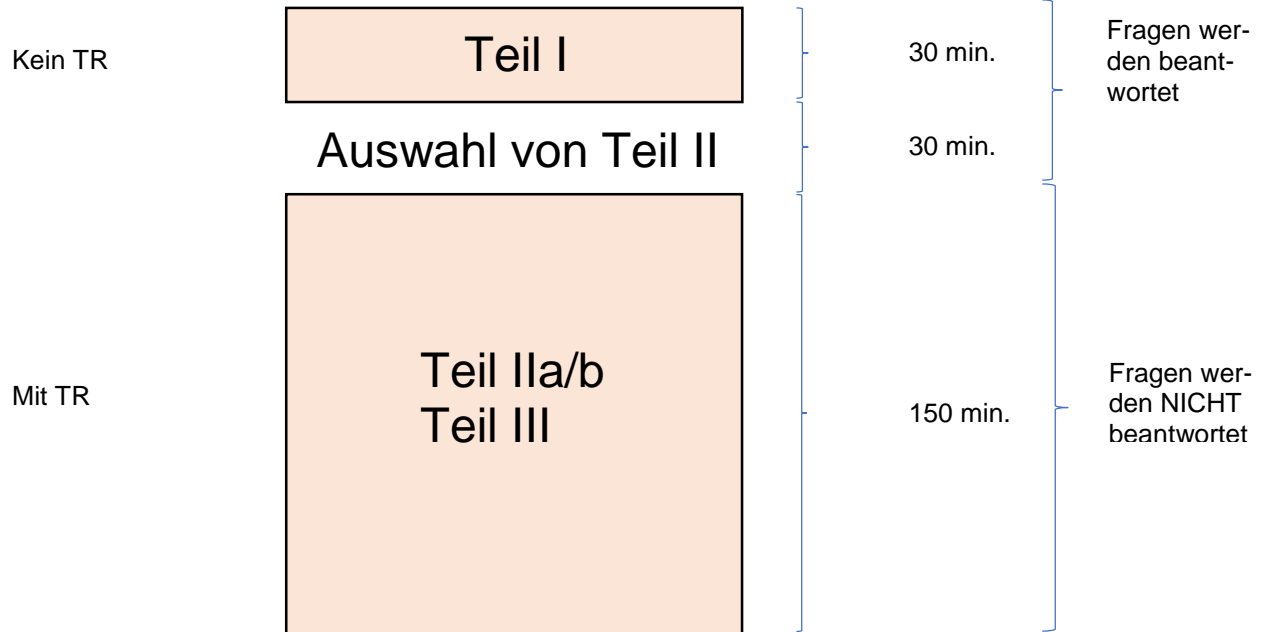 Kein TR
Teil I
30 min.
Fragen wer-
den beant-
wortet
Auswahl von Teil II
30 min.
Mit TR
Teil IIa/b
Teil III
150 min.
Fragen wer-
den NICHT
beantwortet